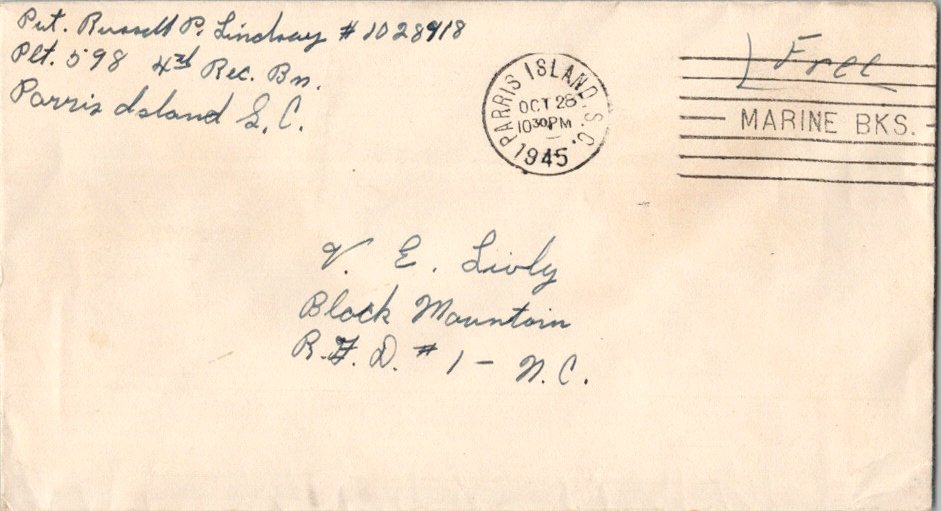 Pvt. Russell P. Lindsay # 1028918
Plt. 598 4th Rec. Bn.
Parris Island S.C.
PARRIS ISLAND, S.C.
OCT 28
10 30 PM
1945
Free
MARINE BKS.
V. E. Lively
Black Mountain
R.F.D. # 1 - N.C.